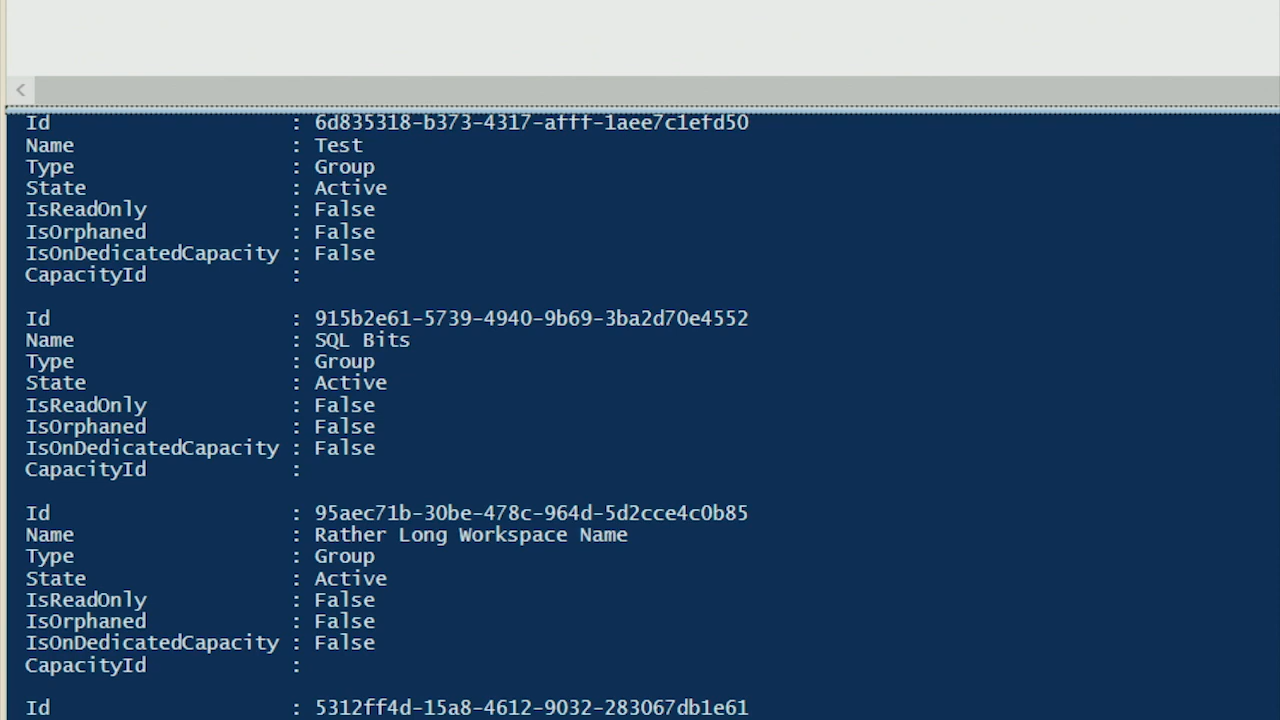 Id : 6d835318-b373-4317-afff-1aee7c1efd50
Name : Test
Type : Group
State : Active
IsReadOnly : False
IsOrphaned : False
IsOnDedicatedCapacity : False
CapacityId :
Id : 915b2e61-5739-4940-9b69-3ba2d70e4552
Name : SQL Bits
Type : Group
State : Active
IsReadOnly : False
IsOrphaned : False
IsOnDedicatedCapacity : False
CapacityId :
Id : 95aec71b-30be-478c-964d-5d2cce4c0b85
Name : Rather Long Workspace Name
Type : Group
State : Active
IsReadOnly : False
IsOrphaned : False
IsOnDedicatedCapacity : False
CapacityId :
Id : 5312ff4d-15a8-4612-9032-283067db1e61